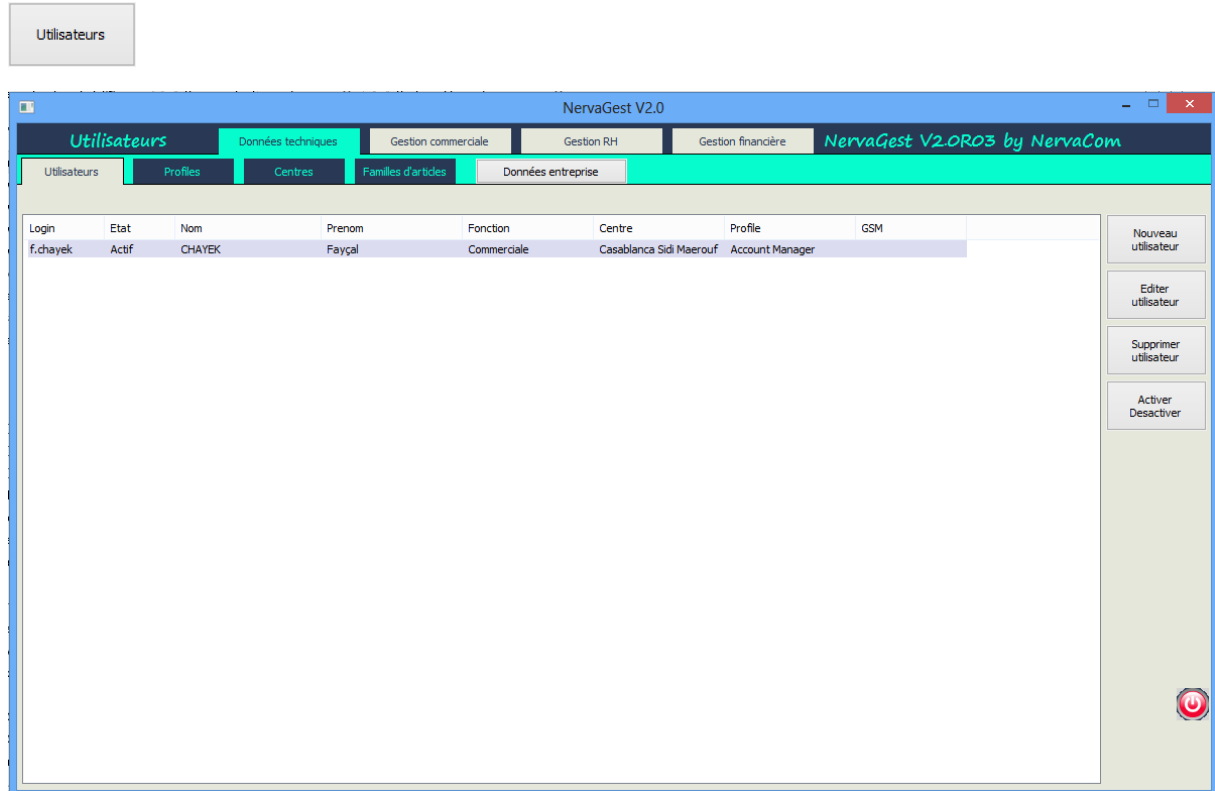 Utilisateurs
NervaGest V2.0
Utilisateurs Données techniques Gestion commerciale Gestion RH Gestion financière NervaGest V2.0R03 by NervaCom
Utilisateurs Profiles Centres Familles d'articles Données entreprise
Login Etat Nom Prenom Fonction Centre Profile GSM
f.chayek Actif CHAYEK Fayçal Commerciale Casablanca Sidi Maerouf Account Manager
Nouveau
utilisateur
Editer
utilisateur
Supprimer
utilisateur
Activer
Desactiver